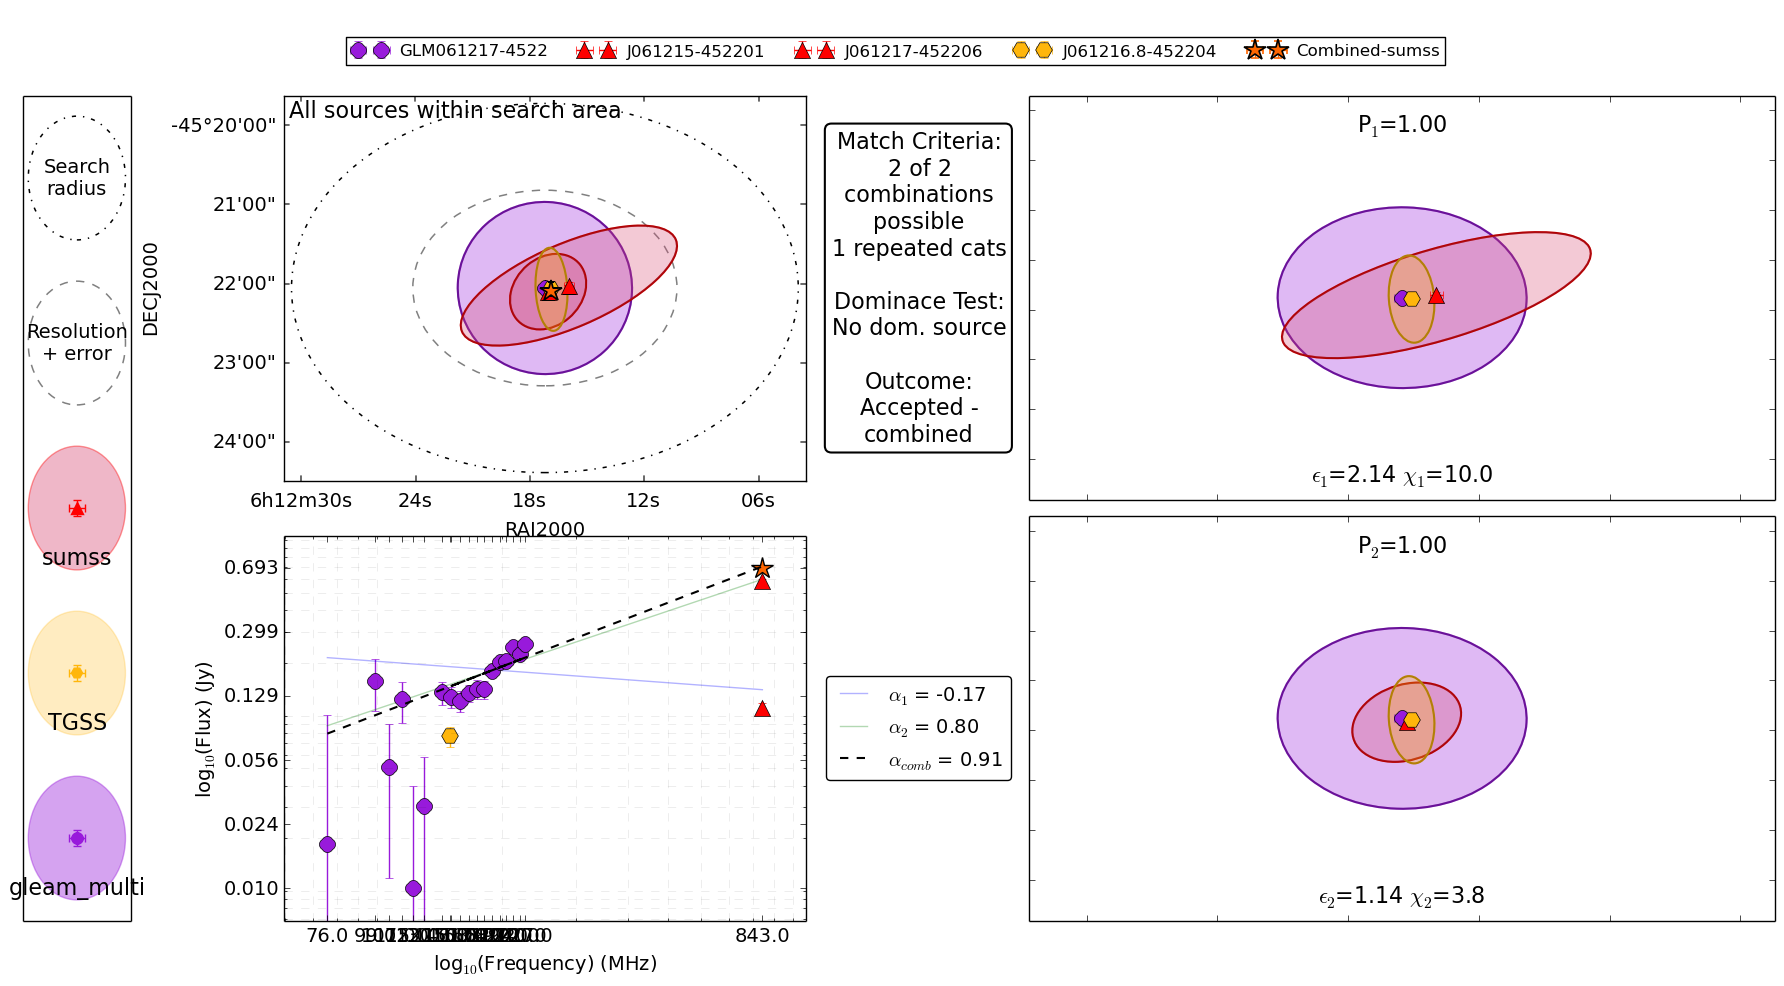 GLM061217-4522 J061215-452201 J061217-452206 J061216.8-452204 Combined-sumss
Search
radius
Resolution
+ error
sumss
TGSS
gleam_multi
All sources within search area
-45°20'00"
21'00"
22'00"
23'00"
24'00"
DECJ2000
6h12m30s 24s 18s 12s 06s
RAJ2000
Match Criteria:
2 of 2
combinations
possible
1 repeated cats
Dominace Test:
No dom. source
Outcome:
Accepted -
combined
P1=1.00
ϵ1=2.14 χ1=10.0
0.693
0.299
0.129
0.056
0.024
0.010
log10(Flux) (Jy)
76.0 843.0
log10(Frequency) (MHz)
α1 = -0.17
α2 = 0.80
αcomb = 0.91
P2=1.00
ϵ2=1.14 χ2=3.8